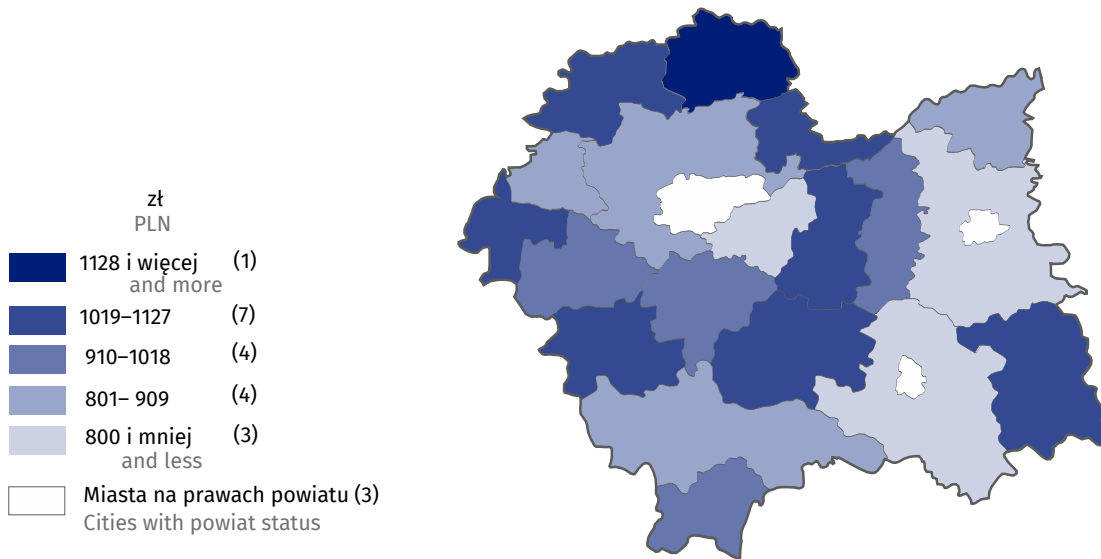 zł
PLN
1128 i więcej (1)
and more
1019–1127 (7)
910–1018 (4)
801– 909 (4)
800 i mniej (3)
and less
Miasta na prawach powiatu (3)
Cities with powiat status